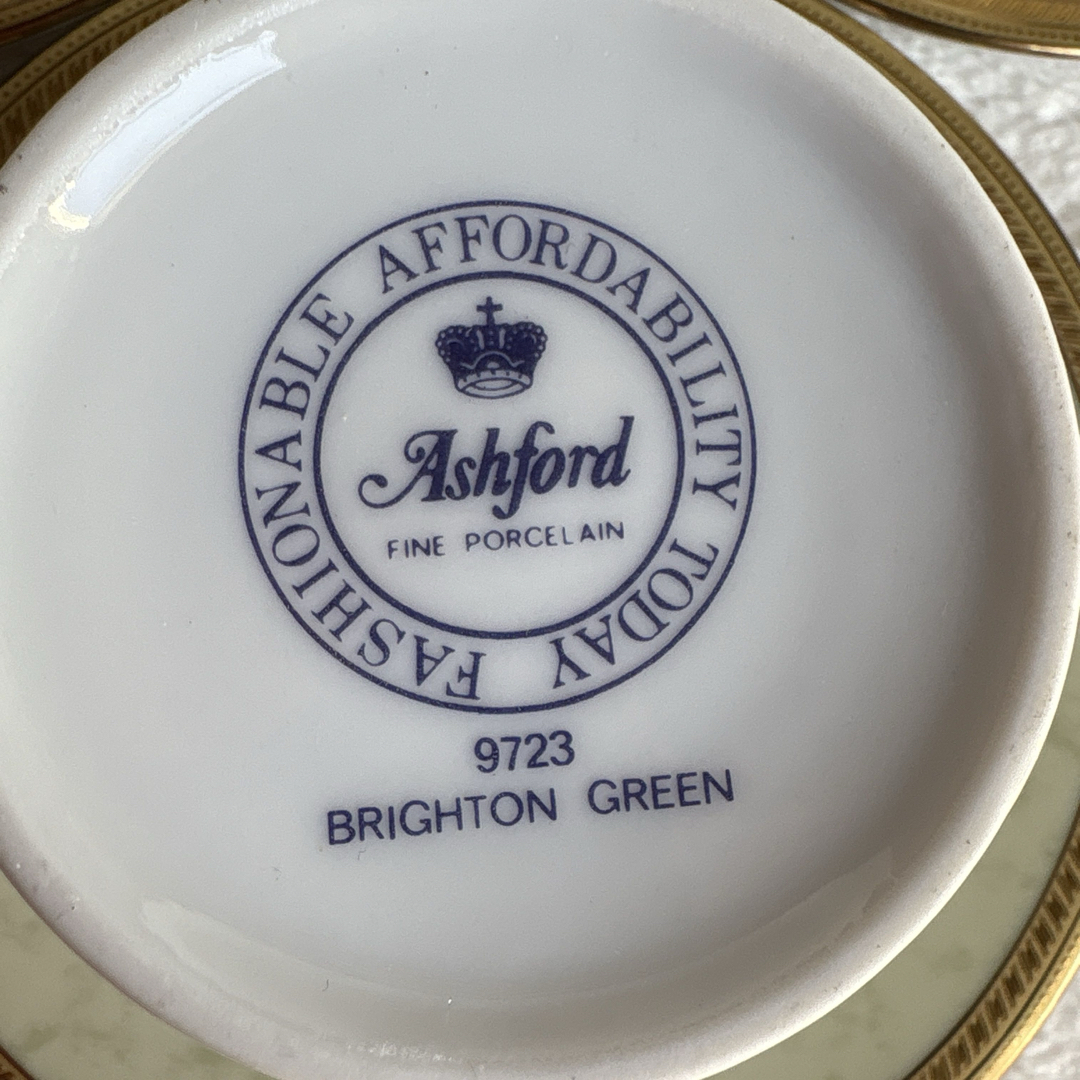 FASHIONABLE AFFORDABILITY TODAY
Ashford
FINE PORCELAIN
9723
BRIGHTON GREEN